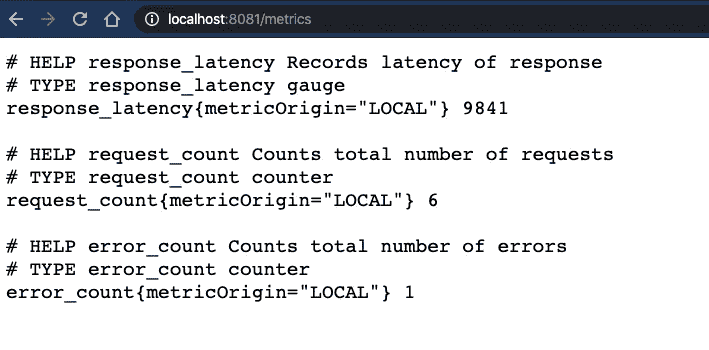 localhost:8081/metrics
# HELP response_latency Records latency of response
# TYPE response_latency gauge
response_latency{metricOrigin="LOCAL"} 9841
# HELP request_count Counts total number of requests
# TYPE request_count counter
request_count{metricOrigin="LOCAL"} 6
# HELP error_count Counts total number of errors
# TYPE error_count counter
error_count{metricOrigin="LOCAL"} 1